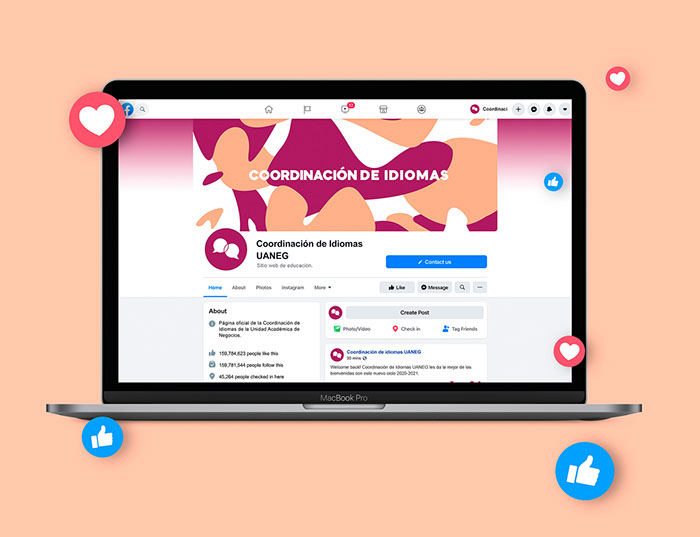 Coordinaci
COORDINACIÓN DE IDIOMAS
Coordinación de Idiomas
UANEG
Sitio web de educación.
Contact us
Home
About
Photos
Instagram
More
Like
Message
About
Página oficial de la Coordinación de
Idiomas de la Unidad Académica de
Negocios.
159,784,623 people like this
159,781,544 people follow this
45,264 people checked in here
Create Post
Photo/Video
Check in
Tag Friends
Coordinación de idiomas UANEG
30 mins
Welcome back! Coordinación de Idiomas UANEG les da la mejor de las
bienvenidas con este nuevo ciclo 2020-2021.
MacBook Pro